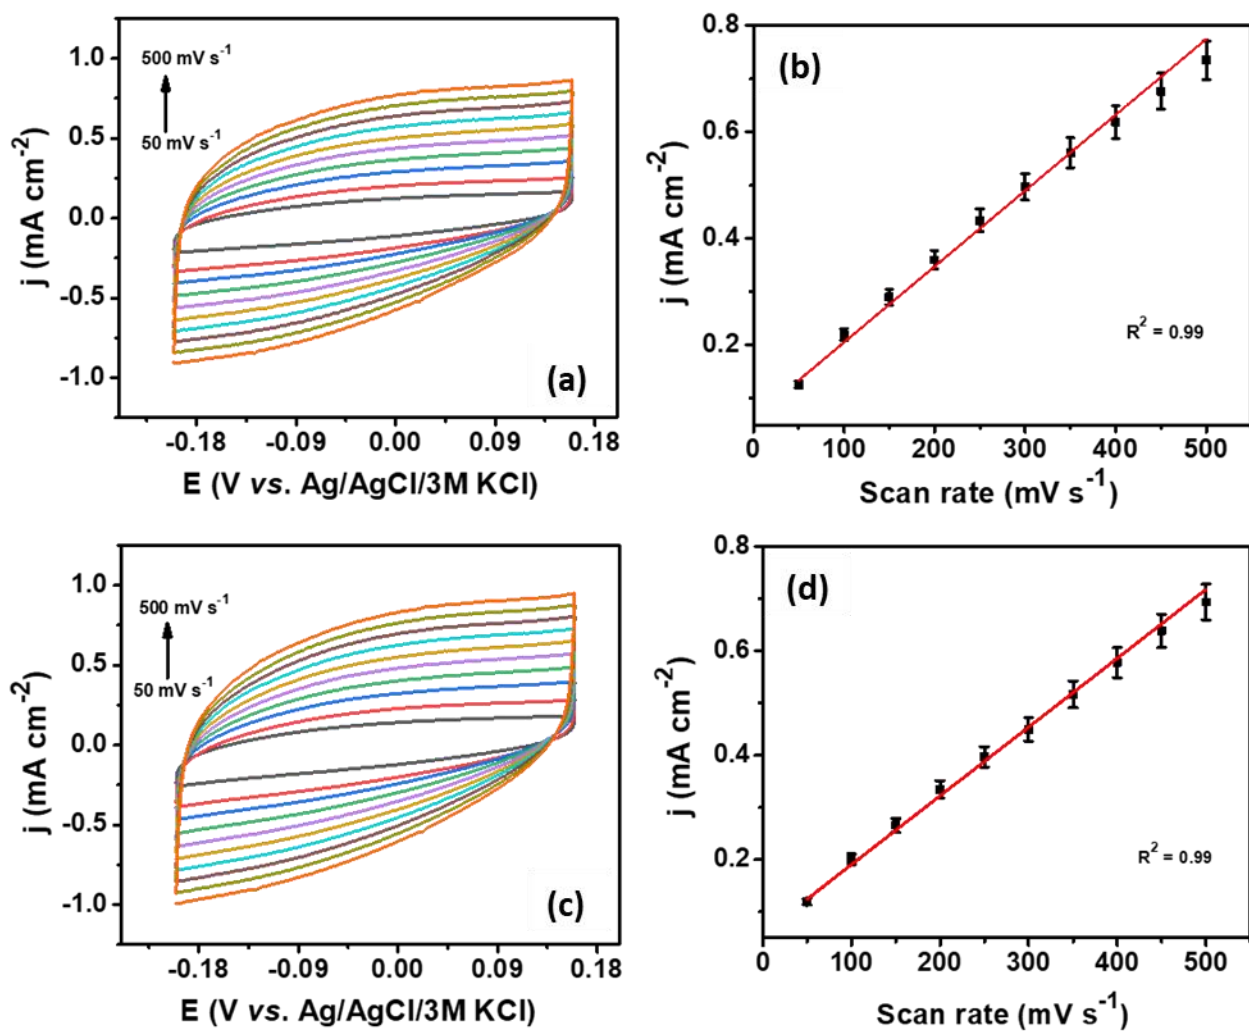 1.0
0.5
0.0
-0.5
-1.0
j (mA cm-2)
500 mV s-1
50 mV s-1
(a)
-0.18 -0.09 0.00 0.09 0.18
E (V vs. Ag/AgCl/3M KCl)
0.8
0.6
0.4
0.2
j (mA cm-2)
(b)
R2 = 0.99
0 100 200 300 400 500
Scan rate (mV s-1)
1.0
0.5
0.0
-0.5
-1.0
j (mA cm-2)
500 mV s-1
50 mV s-1
(c)
-0.18 -0.09 0.00 0.09 0.18
E (V vs. Ag/AgCl/3M KCl)
0.8
0.6
0.4
0.2
j (mA cm-2)
(d)
R2 = 0.99
0 100 200 300 400 500
Scan rate (mV s-1)